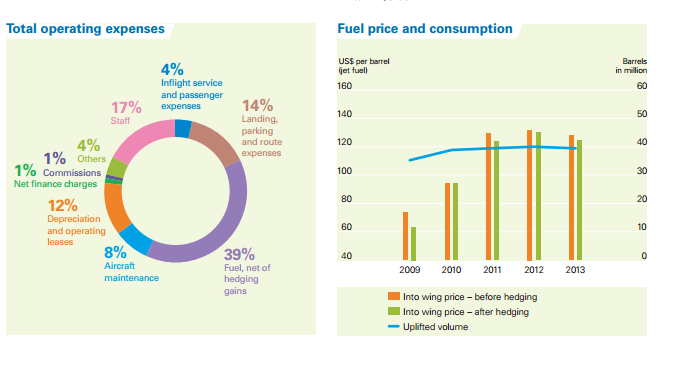 Total operating expenses
4%
Inflight service
and passenger
expenses
14%
Landing,
parking
and route
expenses
39%
Fuel, net of
hedging
gains
8%
Aircraft
maintenance
12%
Depreciation
and operating
leases
1%
Net finance charges
1%
Commissions
4%
Others
17%
Staff
Fuel price and consumption
US$ per barrel
(jet fuel)
Barrels
in million
160
60
140
50
120
40
100
30
80
20
60
10
40
0
2009
2010
2011
2012
2013
Into wing price – before hedging
Into wing price – after hedging
Uplifted volume